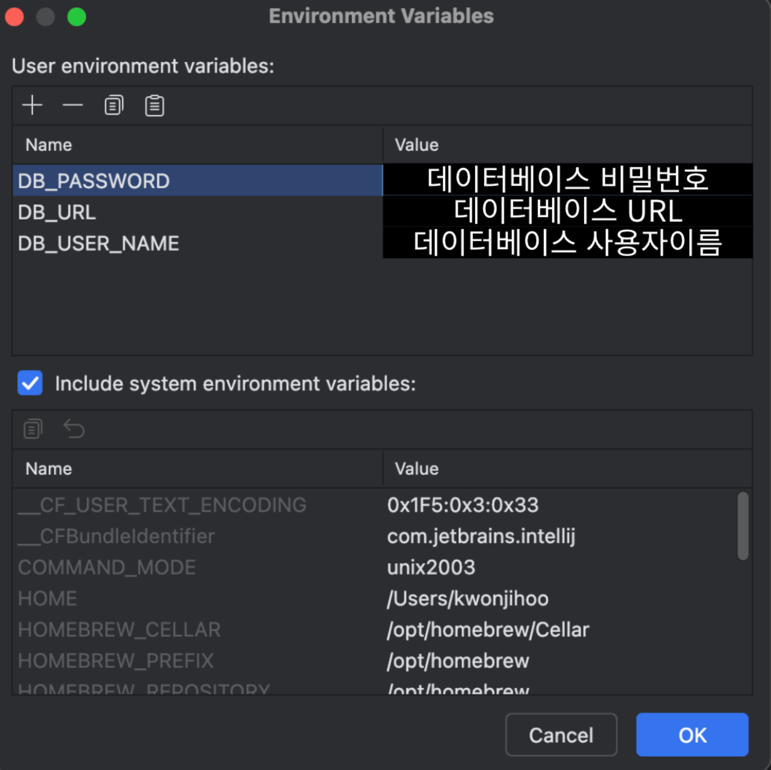 Environment Variables
User environment variables:
Name Value
DB_PASSWORD 데이터베이스 비밀번호
DB_URL 데이터베이스 URL
DB_USER_NAME 데이터베이스 사용자이름
Include system environment variables:
Name Value
__CF_USER_TEXT_ENCODING 0x1F5:0x3:0x33
__CFBundleIdentifier com.jetbrains.intellij
COMMAND_MODE unix2003
HOME /Users/kwonjihoo
HOMEBREW_CELLAR /opt/homebrew/Cellar
HOMEBREW_PREFIX /opt/homebrew
HOMEBREW_REPOSITORY /opt/homebrew
Cancel OK